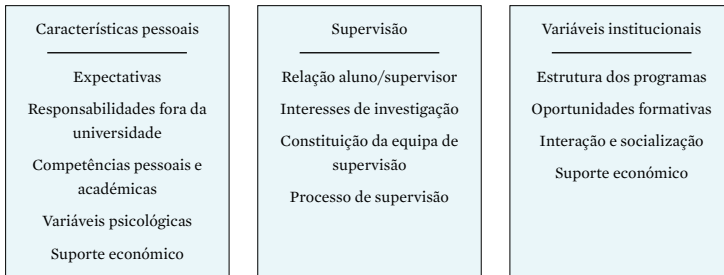 Características pessoais
Expectativas
Responsabilidades fora da
universidade
Competências pessoais e
académicas
Variáveis psicológicas
Suporte económico
Supervisão
Relação aluno/supervisor
Interesses de investigação
Constituição da equipa de
supervisão
Processo de supervisão
Variáveis institucionais
Estrutura dos programas
Oportunidades formativas
Interação e socialização
Suporte económico